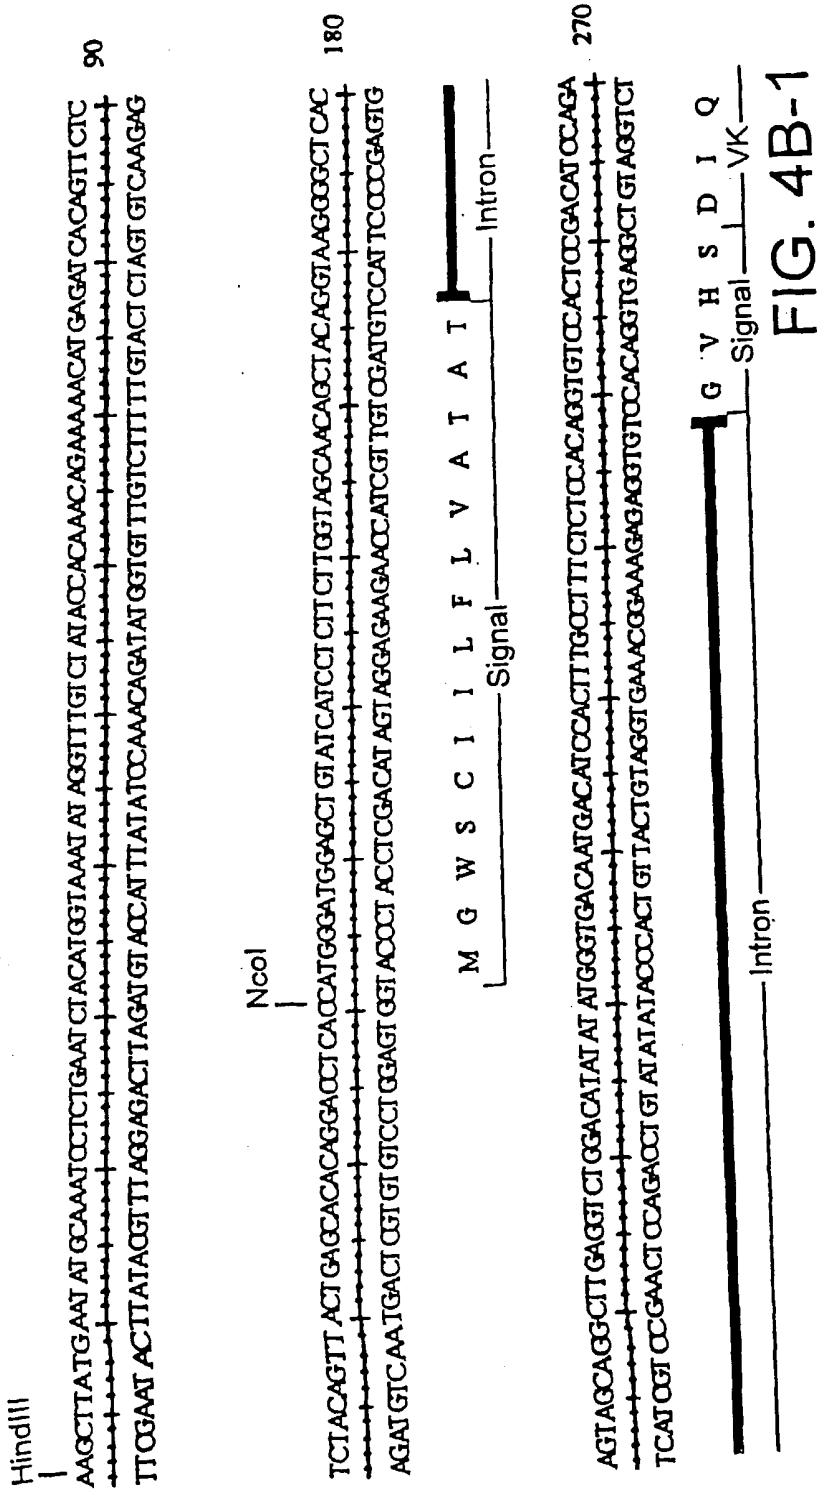 HindIII
AAGCTTATGAATATGCAAATCCTCTGAATCTACATGGTAAATATAGGTTTGTCTATACCACAAACAGAAAAACATGAGATCACAGTTCTC 90
TTCGAATACTTATACGTTTAGGAGACTTAGATGTACCATTTATATCCAAACAGATATGGTGTTTGTCTTTTTGTACTCTAGTGTCAAGAG
NcoI
TCTACAGTTACTGAGCACACAGGACCTCACCATGGGATGGAGCTGTATCATCCTCTTCTTGGTAGCAACAGCTACAGGTAAGGGGCTCAC 180
AGATGTCAATGACTCGTGTGTCCTGGAGTGGTACCCTACCTCGACATAGTAGGAGAAGAACCATCGTTGTCGATGTCCATTCCCCGAGTG
M G W S C I I L F L V A T A T
Signal Intron
AGTAGCAGGCTTGAGGTCTGGACATATATATGGGTGACAATGACATCCACTTTGCCTTTCTCTCCACAGGTGTCCACTCCGACATCCAGA 270
TCATCGTCCGAACTCCAGACCTGTATATATACCCACTGTTACTGTAGGTGAAACGGAAAGAGAGGTGTCCACAGGTGAGGCTGTAGGTCT
G V H S D I Q
Intron Signal VK
FIG. 4B-1